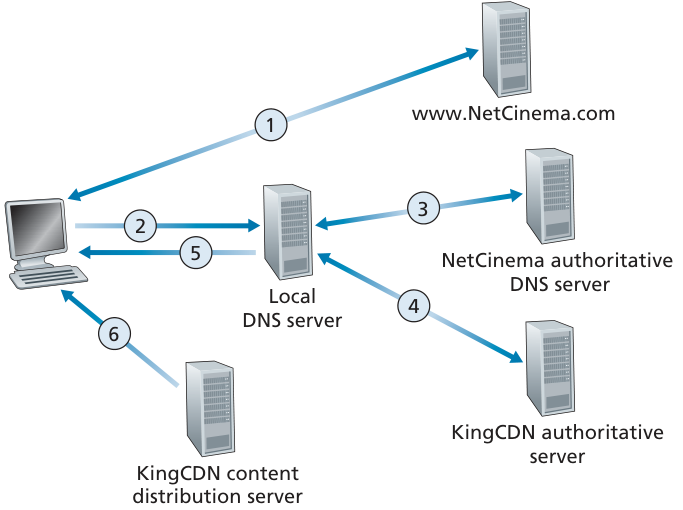 www.NetCinema.com
1
2
3
5
NetCinema authoritative
DNS server
Local
DNS server
4
6
KingCDN authoritative
server
KingCDN content
distribution server